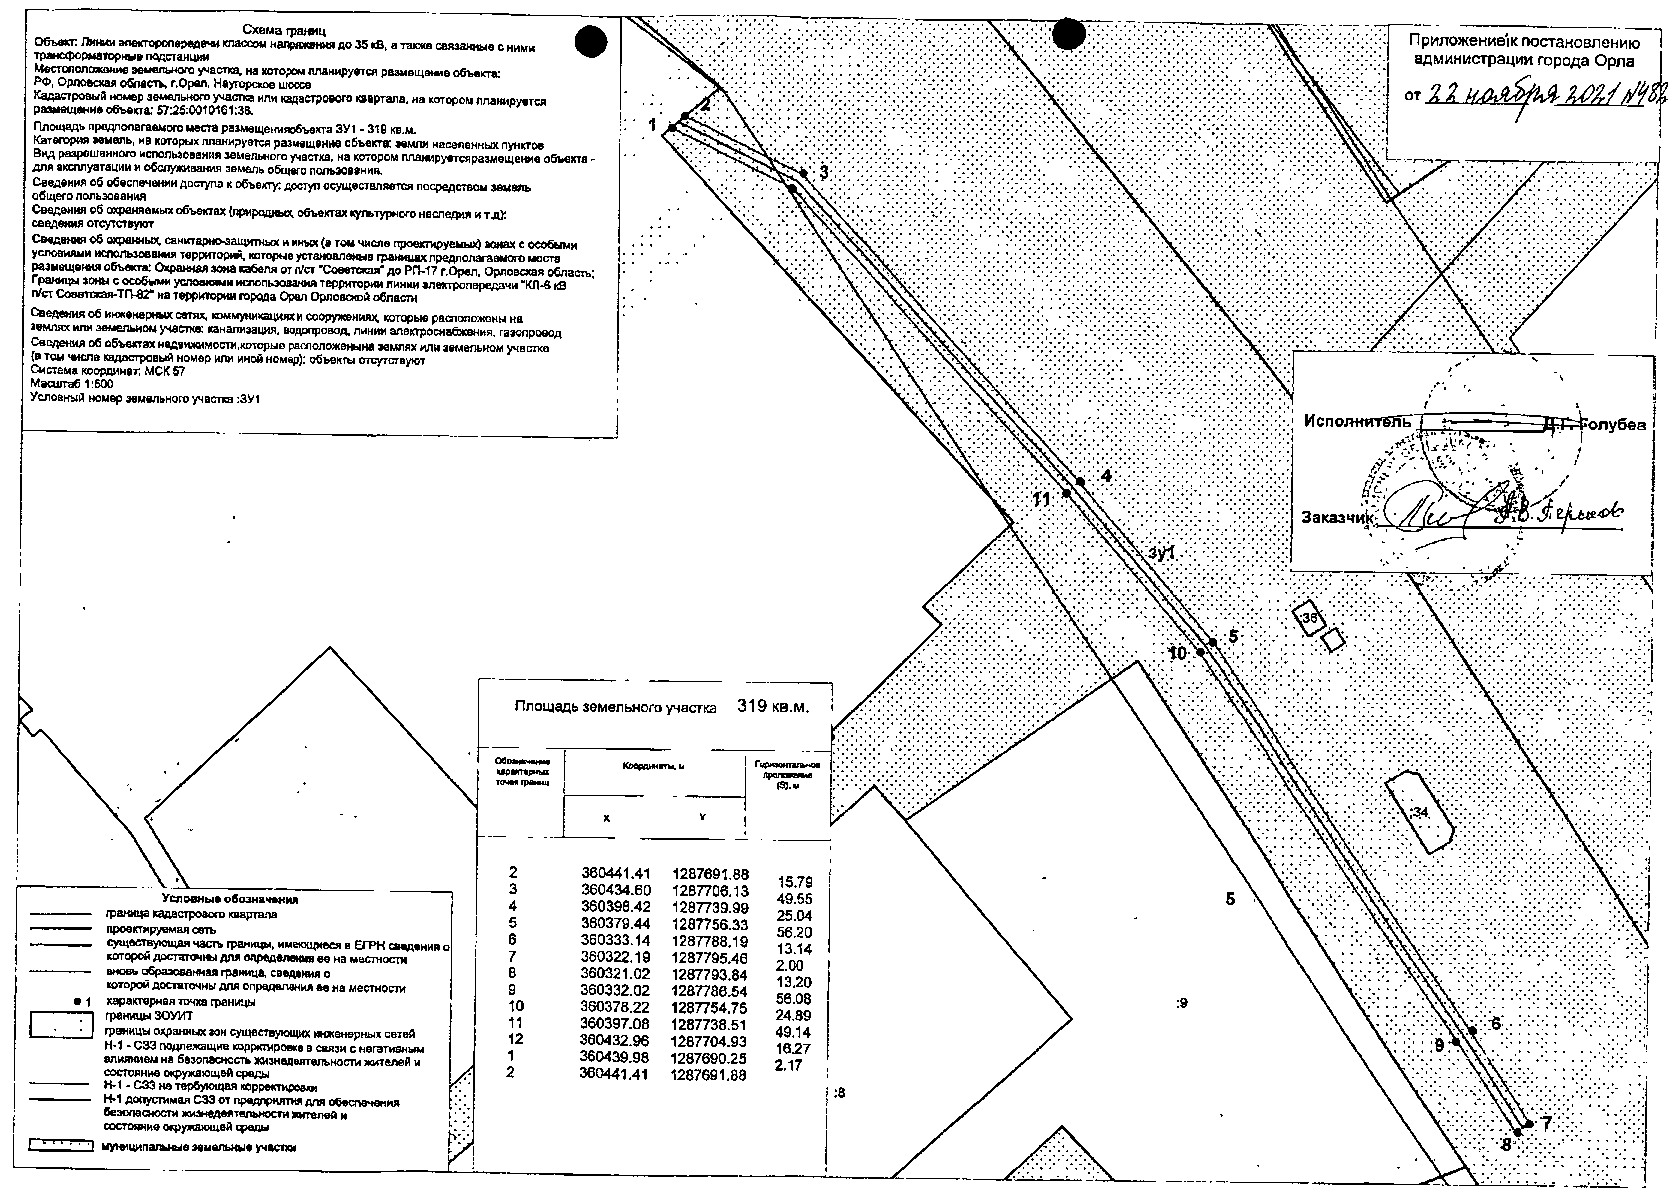 Схема границ
Объект: Линии электоропередечи классом напряжения до 35 кВ, а также связанные с ними
трансформаторные подстанции
Местоположение земельного участка, на котором планируется размещение объекта:
РФ, Орловская область, г.Орел, Наугорское шоссе
Кадастровый номер земельного участка или кадастрового квартала, на котором планируется
размещение объекта: 57:25:0010161:38.
Площадь предполагаемого места размещенияобъекта ЗУ1 - 319 кв.м.
Категория земель, на которых планируется размещение объекта: земли населенных пунктов
Вид разрешенного использования земельного участка, на котором планируетсяразмещение объекта -
для эксплуатации и обслуживания земель общего пользования.
Сведения об обеспечении доступа к объекту: доступ осуществляется посредством земель
общего пользования
Сведения об охраняемых объектах (природных, объектах культурного наследия и т.д):
сведения отсутствуют
Сведения об охранных, санитарно-защитных и иных (в том числе проектируемых) зонах с особыми
условиями использования территорий, которые установленыв границах предполагаемого места
размещения объекта: Охранная зона кабеля от п/ст "Советская" до РП-17 г.Орел, Орловская область;
Границы зоны с особыми условиями использования территории линии электропередачи "КЛ-6 кВ
п/ст Советская-ТП-82" на территории города Орел Орловской области
Сведения об инженерных сетях, коммуникациях и сооружениях, которые расположены на
землях или земельном участке: канализация, водопровод, линии электроснабжения, газопровод
Сведения об объектах недвижимости,которые расположенына землях или земельном участке
(в том числе кадастровый номер или иной номер): объекты отсутствуют
Система координат: МСК 57
Масштаб 1:500
Условный номер земельного участка :ЗУ1
Приложение к постановлению
администрации города Орла
от 22 ноября 2021 №482
1
2
3
4
11
ЗУ1
5
10
Исполнитель Д.Г. Голубев
Заказчик
:36
:34
5
:9
:8
6
9
7
8
Площадь земельного участка 319 кв.м.
Обозначение характерных точек границ
Координаты, м
Горизонтальное проложение (S), м
X Y
2 360441.41 1287691.88
15.79
3 360434.60 1287706.13
49.55
4 360398.42 1287739.99
25.04
5 360379.44 1287756.33
56.20
6 360333.14 1287788.19
13.14
7 360322.19 1287795.46
2.00
8 360321.02 1287793.84
13.20
9 360332.02 1287786.54
56.08
10 360378.22 1287754.75
24.89
11 360397.08 1287738.51
49.14
12 360432.96 1287704.93
16.27
1 360439.98 1287690.25
2.17
2 360441.41 1287691.88
Условные обозначения
граница кадастрового квартала
проектируемая сеть
существующая часть границы, имеющиеся в ЕГРН сведения о
которой достаточны для определения ее на местности
вновь образованная граница, сведения о
которой достаточны для определения ее на местности
1 характерная точка границы
границы ЗОУИТ
границы охранных зон существующих инженерных сетей
Н-1 - СЗЗ подлежащие корректировке в связи с негативным
влиянием на безопасность жизнедеятельности жителей и
состояние окружающей среды
Н-1 - СЗЗ не тербующая корректировки
Н-1 допустимая СЗЗ от предприятия для обеспечения
безопасности жизнедеятельности жителей и
состояние окружающей среды
муниципальные земельные участки